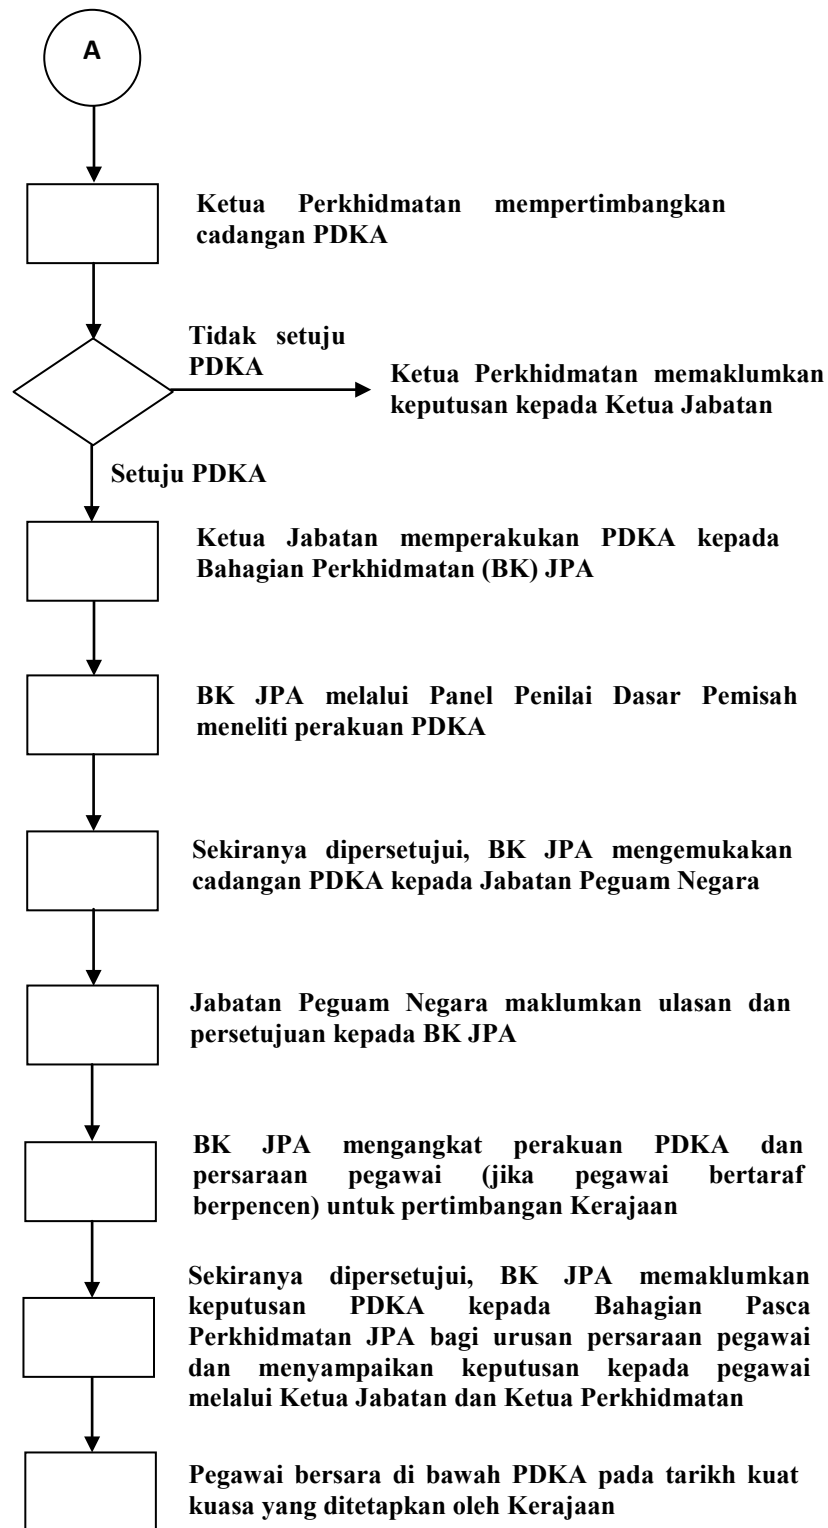 A
Ketua Perkhidmatan mempertimbangkan
cadangan PDKA
Tidak setuju
PDKA
Ketua Perkhidmatan memaklumkan
keputusan kepada Ketua Jabatan
Setuju PDKA
Ketua Jabatan memperakukan PDKA kepada
Bahagian Perkhidmatan (BK) JPA
BK JPA melalui Panel Penilai Dasar Pemisah
meneliti perakuan PDKA
Sekiranya dipersetujui, BK JPA mengemukakan
cadangan PDKA kepada Jabatan Peguam Negara
Jabatan Peguam Negara maklumkan ulasan dan
persetujuan kepada BK JPA
BK JPA mengangkat perakuan PDKA dan
persaraan pegawai (jika pegawai bertaraf
berpencen) untuk pertimbangan Kerajaan
Sekiranya dipersetujui, BK JPA memaklumkan
keputusan PDKA kepada Bahagian Pasca
Perkhidmatan JPA bagi urusan persaraan pegawai
dan menyampaikan keputusan kepada pegawai
melalui Ketua Jabatan dan Ketua Perkhidmatan
Pegawai bersara di bawah PDKA pada tarikh kuat
kuasa yang ditetapkan oleh Kerajaan